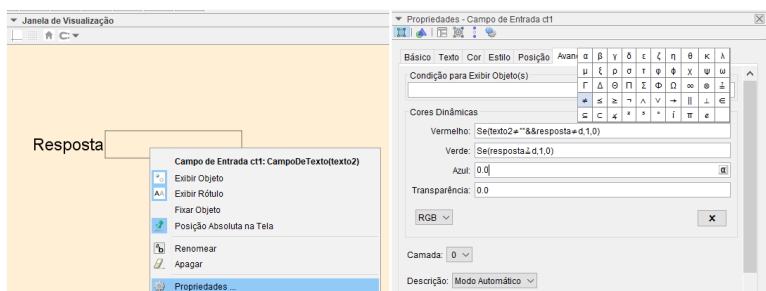 Janela de Visualização
Resposta
Campo de Entrada ct1: CampoDeTexto(texto2)
Exibir Objeto
AA Exibir Rótulo
Fixar Objeto
Posição Absoluta na Tela
Renomear
Apagar
Propriedades ...
Propriedades - Campo de Entrada ct1
Básico Texto Cor Estilo Posição Avan
α β γ δ ε ζ η θ κ λ
μ ξ ρ σ τ φ ϕ χ ψ ω
Γ Δ Θ Π Σ Φ Ω ∞ ⊗ ≟
≠ ≤ ≥ ¬ ∧ ∨ → ∥ ⊥ ∈
⊆ ⊂ ∡ ² ³ ° í π e
Condição para Exibir Objeto(s)
Cores Dinâmicas
Vermelho: Se(texto2≠""&&resposta≠d,1,0)
Verde: Se(resposta≟d,1,0)
Azul: 0.0 α
Transparência: 0.0
RGB x
Camada: 0
Descrição: Modo Automático